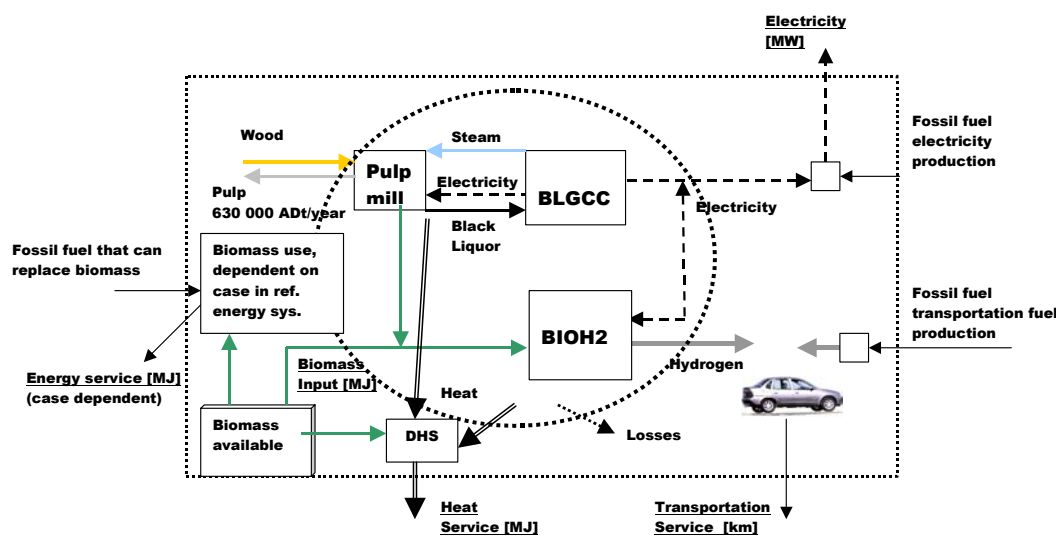 Electricity
[MW]
Fossil fuel
electricity
production
Wood
Steam
Pulp
mill
Electricity
BLGCC
Pulp
630 000 ADt/year
Black
Liquor
Electricity
Fossil fuel that can
replace biomass
Biomass use,
dependent on
case in ref.
energy sys.
Fossil fuel
transportation fuel
production
BIOH2
Hydrogen
Biomass
Input [MJ]
Energy service [MJ]
(case dependent)
Heat
Biomass
available
DHS
Losses
Heat
Service [MJ]
Transportation
Service [km]